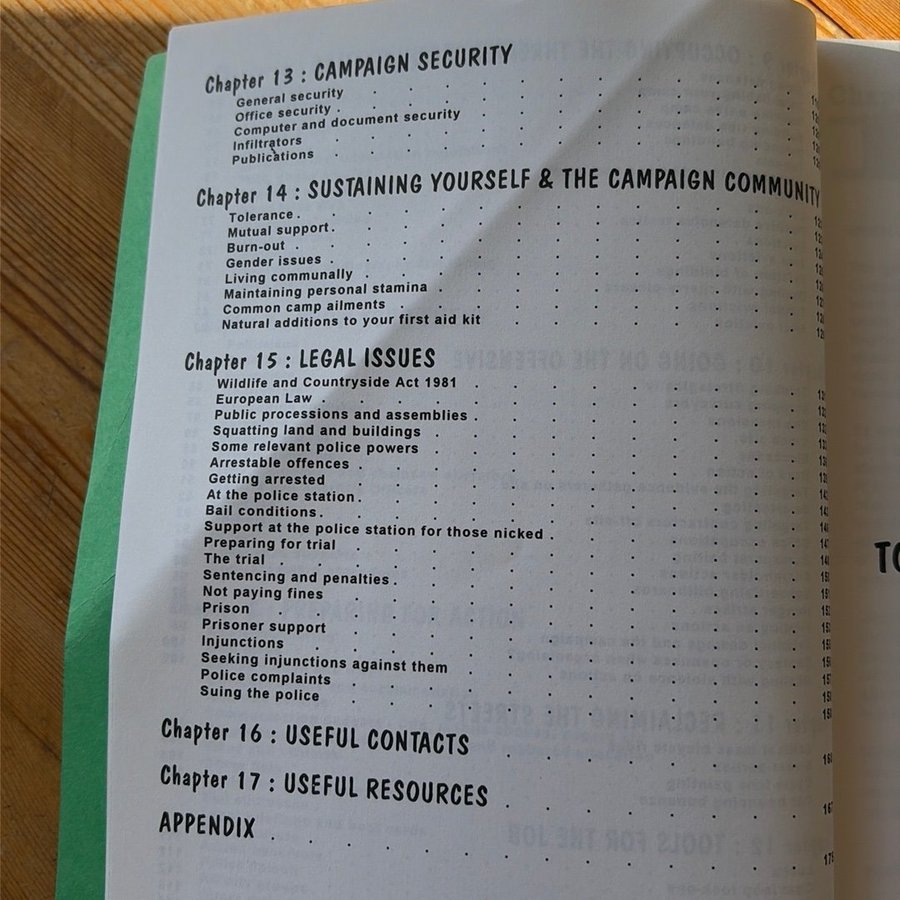 Chapter 13 : CAMPAIGN SECURITY
General security
Office security
Computer and document security
Infiltrators
Publications
Chapter 14 : SUSTAINING YOURSELF & THE CAMPAIGN COMMUNITY
Tolerance
Mutual support
Burn-out
Gender issues
Living communally
Maintaining personal stamina
Common camp ailments
Natural additions to your first aid kit
Chapter 15 : LEGAL ISSUES
Wildlife and Countryside Act 1981
European Law
Public processions and assemblies
Squatting land and buildings
Some relevant police powers
Arrestable offences
Getting arrested
At the police station
Bail conditions
Support at the police station for those nicked
Preparing for trial
The trial
Sentencing and penalties
Not paying fines
Prison
Prisoner support
Injunctions
Seeking injunctions against them
Police complaints
Suing the police
Chapter 16 : USEFUL CONTACTS
Chapter 17 : USEFUL RESOURCES
APPENDIX